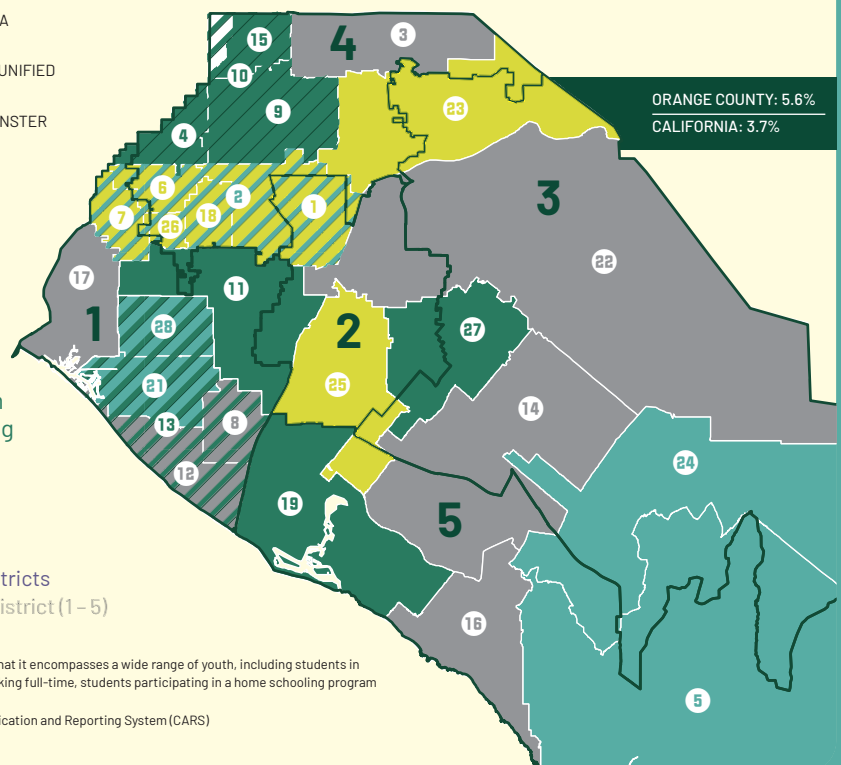 A
UNIFIED
NSTER
ORANGE COUNTY: 5.6%
CALIFORNIA: 3.7%
15
4
3
10
9
23
4
6
2
7
26
18
1
3
22
17
11
1
28
2
27
21
25
14
13
8
24
12
19
5
16
5
n
g
tricts
istrict (1 – 5)
hat it encompasses a wide range of youth, including students in
king full-time, students participating in a home schooling program
ication and Reporting System (CARS)